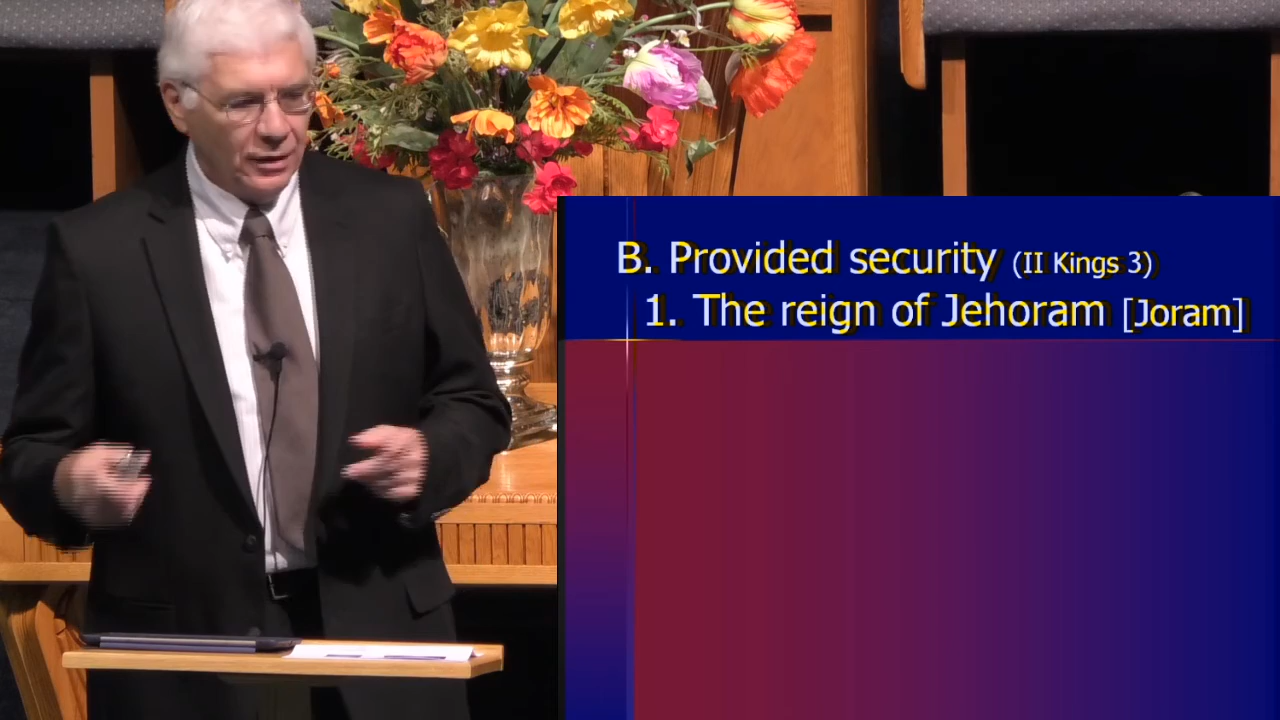 B. Provided security (II Kings 3)
1. The reign of Jehoram [Joram]